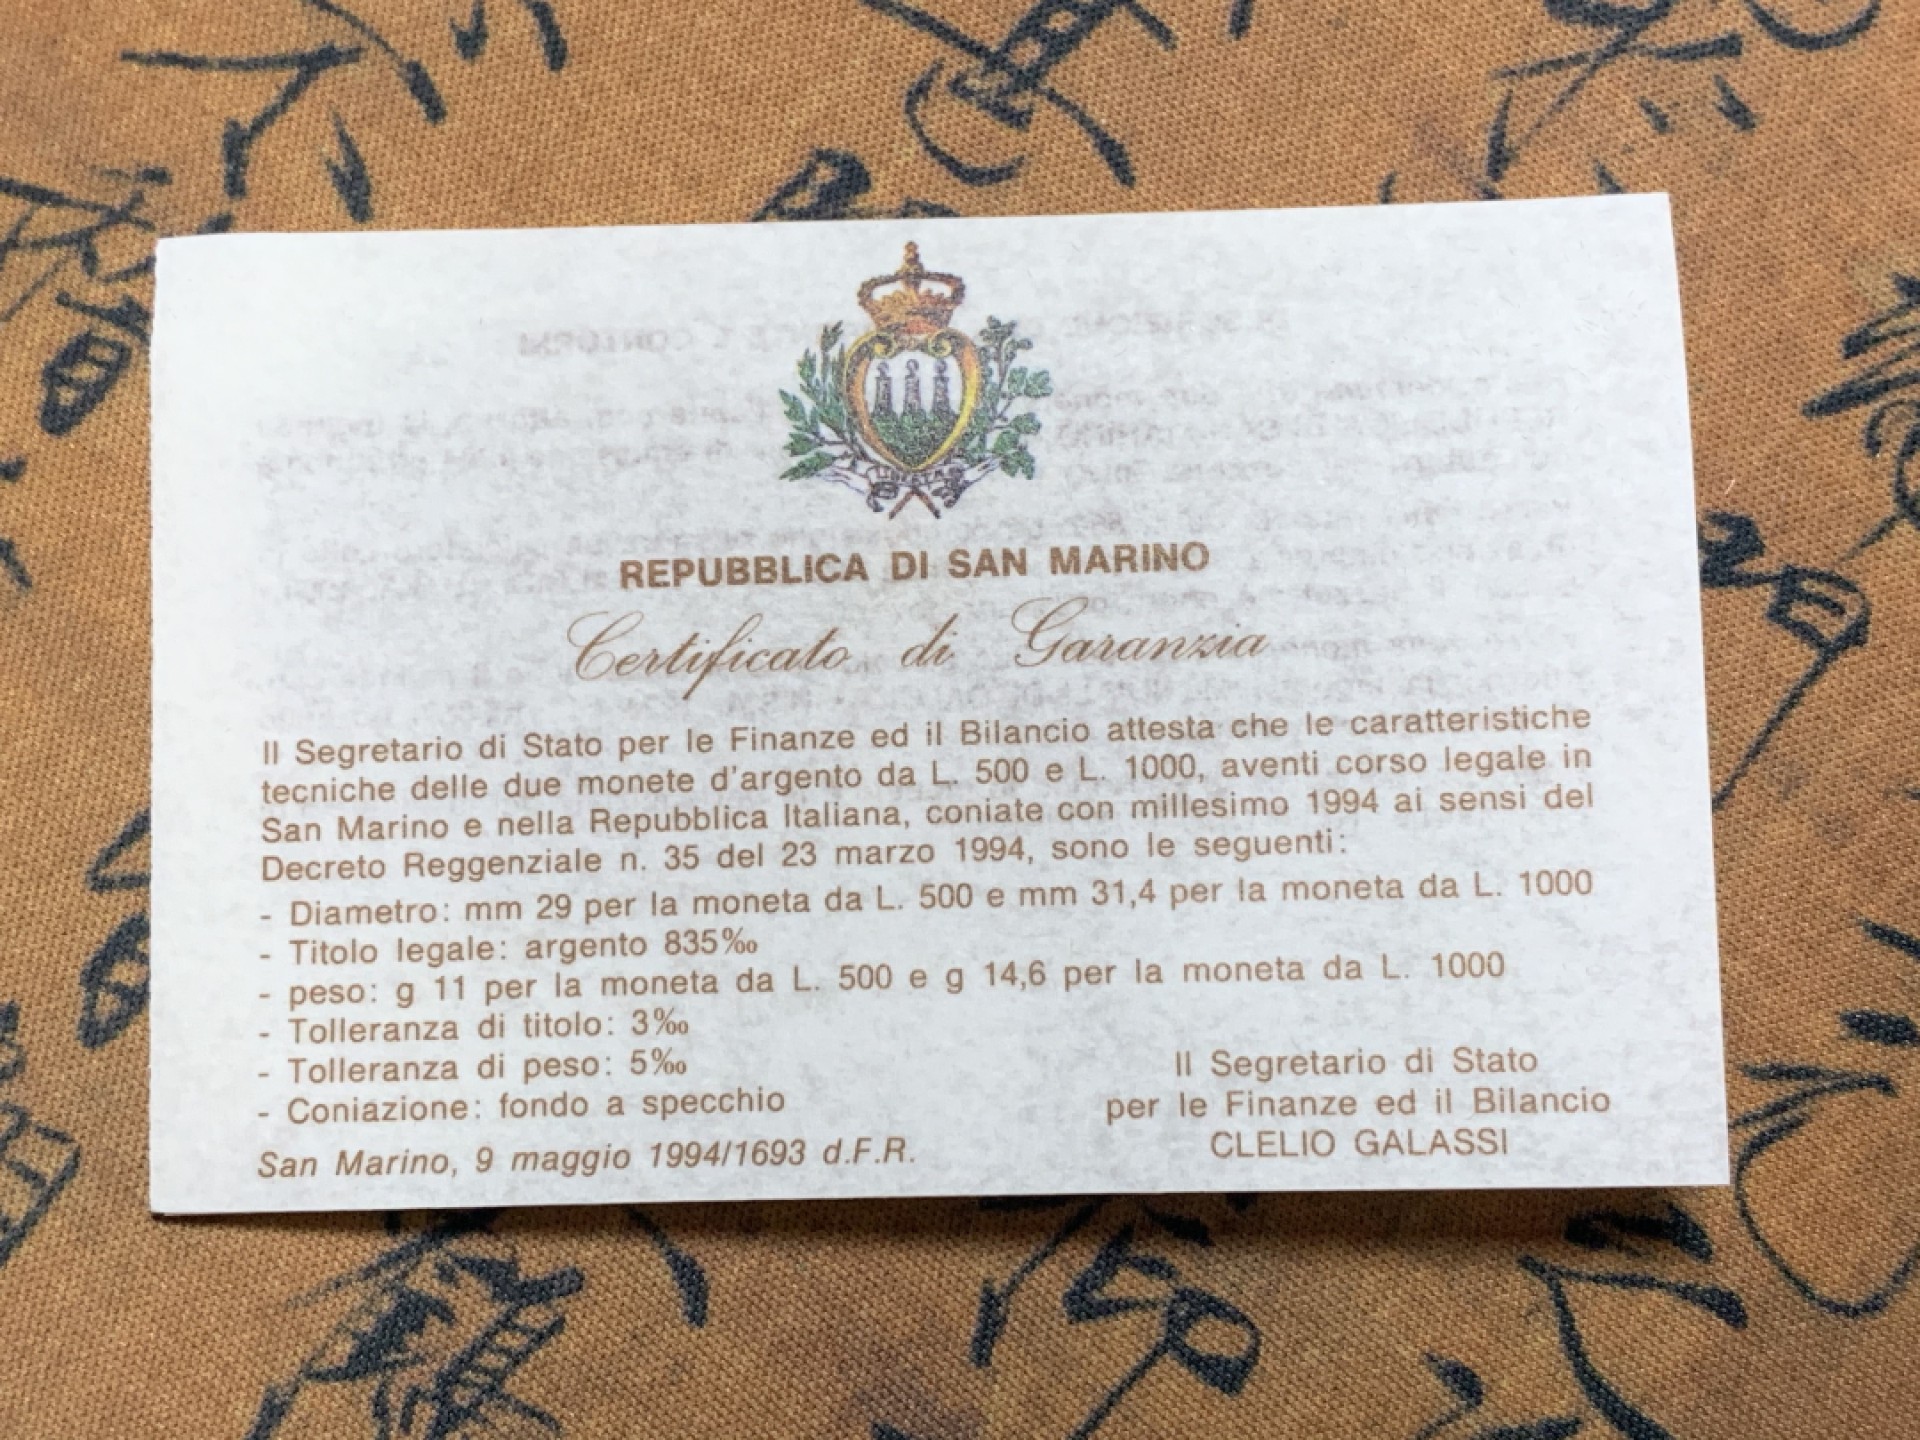 LIBERTAS
REPUBBLICA DI SAN MARINO
Certificato di Garanzia
Il Segretario di Stato per le Finanze ed il Bilancio attesta che le caratteristiche
tecniche delle due monete d'argento da L. 500 e L. 1000, aventi corso legale in
San Marino e nella Repubblica Italiana, coniate con millesimo 1994 ai sensi del
Decreto Reggenziale n. 35 del 23 marzo 1994, sono le seguenti:
- Diametro: mm 29 per la moneta da L. 500 e mm 31,4 per la moneta da L. 1000
- Titolo legale: argento 835‰
- peso: g 11 per la moneta da L. 500 e g 14,6 per la moneta da L. 1000
- Tolleranza di titolo: 3‰
- Tolleranza di peso: 5‰
- Coniazione: fondo a specchio
San Marino, 9 maggio 1994/1693 d.F.R.
Il Segretario di Stato
per le Finanze ed il Bilancio
CLELIO GALASSI